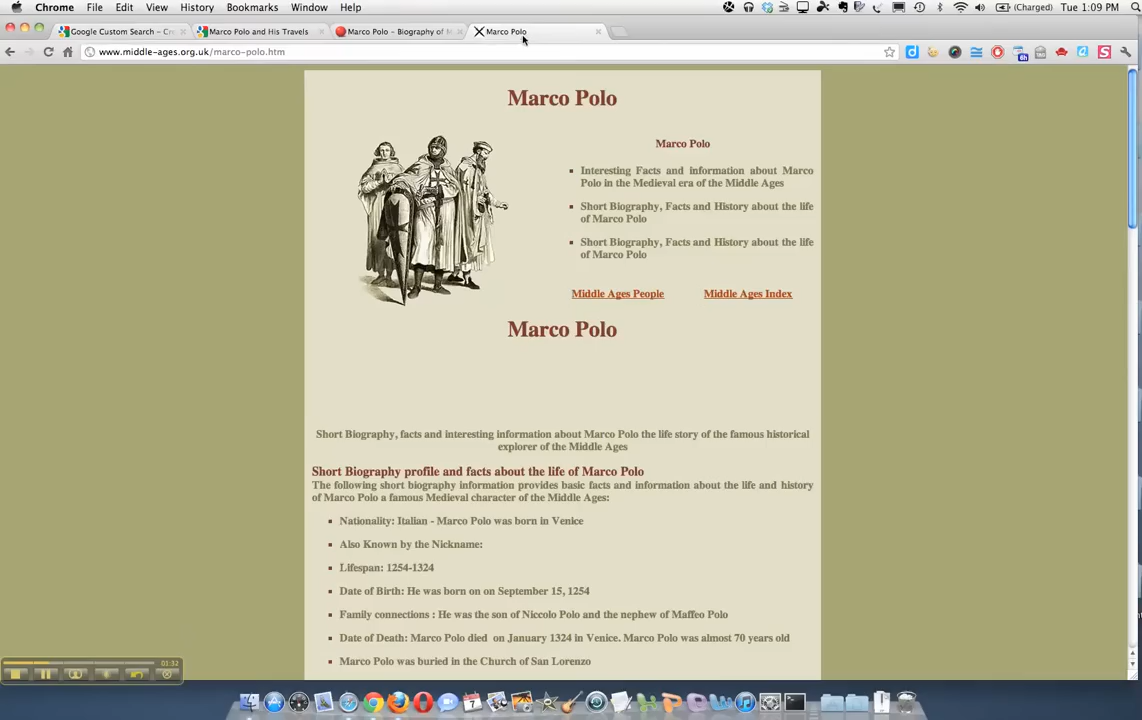 Chrome File Edit View History Bookmarks Window Help (Charged) Tue 1:09 PM
Google Custom Search – Cr Marco Polo and His Travels Marco Polo – Biography of Marco Polo
www.middle-ages.org.uk/marco-polo.htm
Marco Polo
Marco Polo
Interesting Facts and information about Marco
Polo in the Medieval era of the Middle Ages
Short Biography, Facts and History about the life
of Marco Polo
Short Biography, Facts and History about the life
of Marco Polo
Middle Ages People Middle Ages Index
Marco Polo
Short Biography, facts and interesting information about Marco Polo the life story of the famous historical
explorer of the Middle Ages
Short Biography profile and facts about the life of Marco Polo
The following short biography information provides basic facts and information about the life and history
of Marco Polo a famous Medieval character of the Middle Ages:
Nationality: Italian - Marco Polo was born in Venice
Also Known by the Nickname:
Lifespan: 1254-1324
Date of Birth: He was born on on September 15, 1254
Family connections : He was the son of Niccolo Polo and the nephew of Maffeo Polo
Date of Death: Marco Polo died on January 1324 in Venice. Marco Polo was almost 70 years old
Marco Polo was buried in the Church of San Lorenzo
01:32